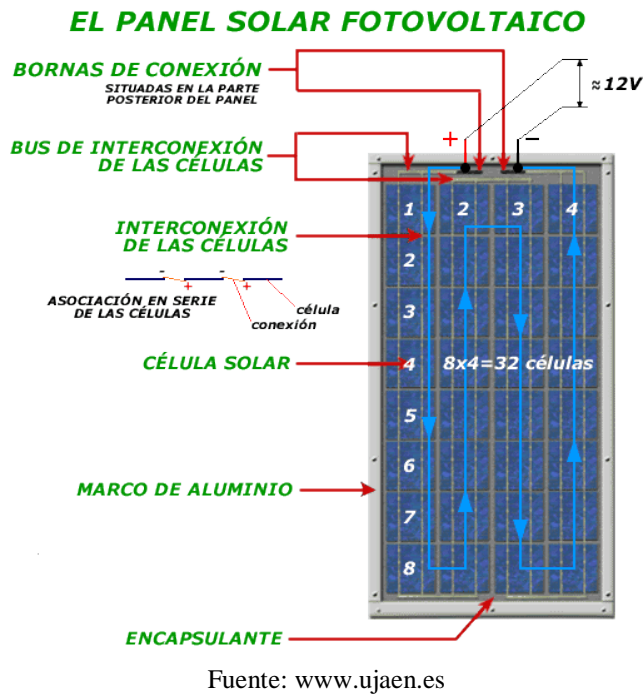 EL PANEL SOLAR FOTOVOLTAICO
BORNAS DE CONEXIÓN
SITUADAS EN LA PARTE
POSTERIOR DEL PANEL
≈12V
+ −
BUS DE INTERCONEXIÓN
DE LAS CÉLULAS
1 2 3 4
INTERCONEXIÓN
DE LAS CÉLULAS
2
- -
+ +
ASOCIACIÓN EN SERIE
DE LAS CÉLULAS
célula
conexión
3
CÉLULA SOLAR
4
8x4=32 células
5
6
MARCO DE ALUMINIO
7
8
ENCAPSULANTE
Fuente: www.ujaen.es